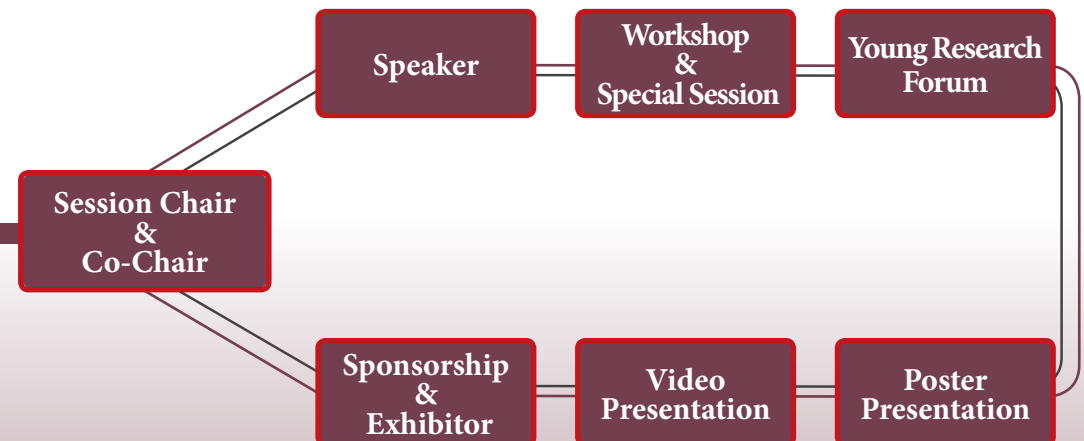 Speaker
Workshop
&
Special Session
Young Research
Forum
Session Chair
&
Co-Chair
Sponsorship
&
Exhibitor
Video
Presentation
Poster
Presentation